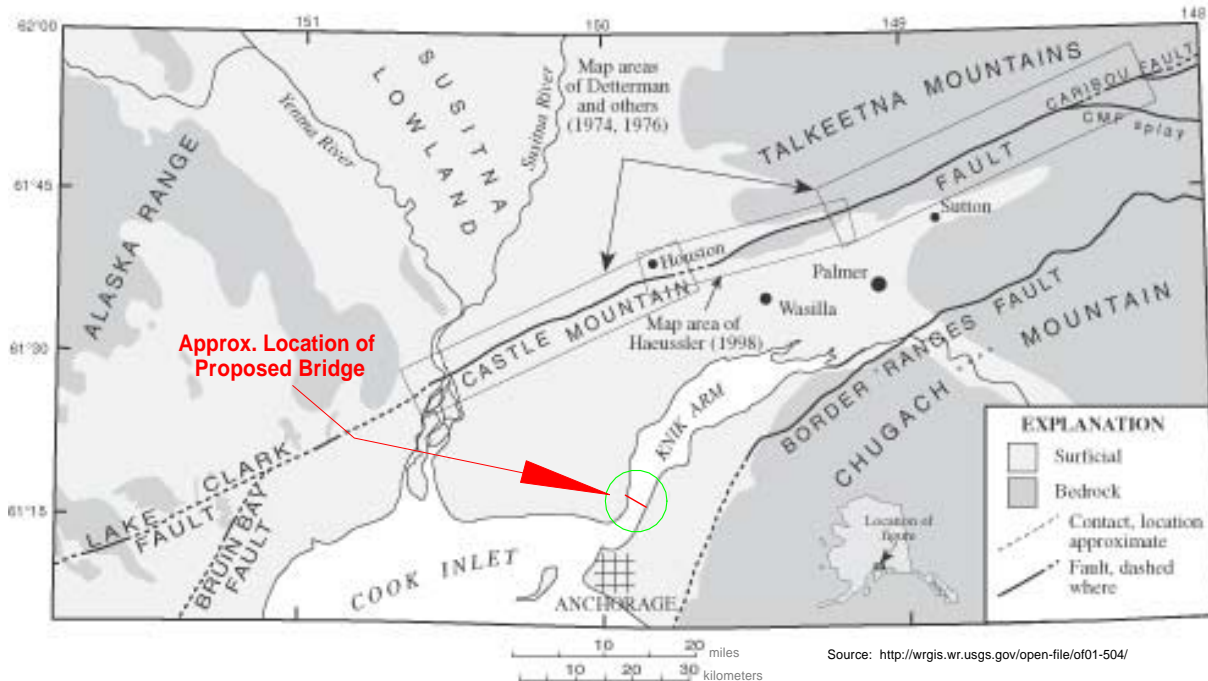 62°00
151
150
149
148
61°45
61°30
61°15
Map areas
of Detterman
and others
(1974, 1976)
SUSITNA
LOWLAND
Yentna River
Susitna River
TALKEETNA MOUNTAINS
CARIBOU FAULT
CMF splay
ALASKA RANGE
FAULT
Sutton
Houston
Palmer
Wasilla
CASTLE MOUNTAIN
Map area of
Haeussler (1998)
Approx. Location of
Proposed Bridge
KNIK ARM
BORDER RANGES FAULT
CHUGACH MOUNTAIN
LAKE CLARK
FAULT
BRUIN BAY
FAULT
COOK INLET
ANCHORAGE
EXPLANATION
Surficial
Bedrock
Contact, location
approximate
Fault, dashed
where
Location of
figure
10 20 miles
10 20 30 kilometers
Source: http://wrgis.wr.usgs.gov/open-file/of01-504/